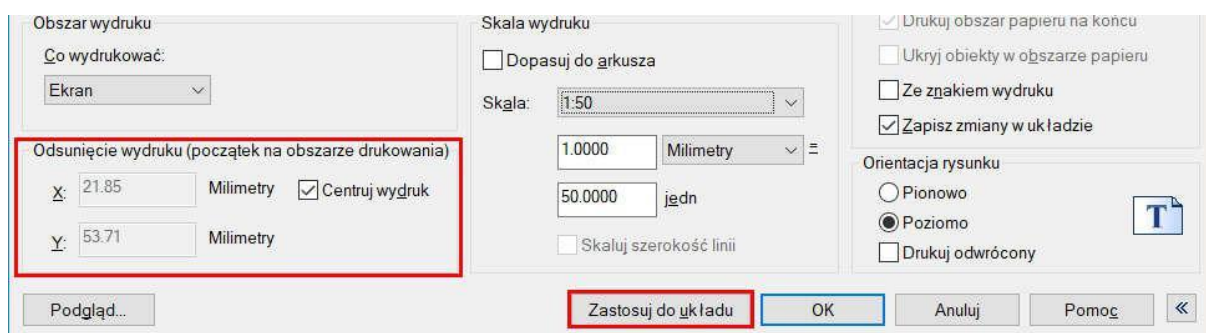 Obszar wydruku
Co wydrukować:
Ekran
Odsunięcie wydruku (początek na obszarze drukowania)
X: 21.85 Milimetry Centruj wydruk
Y: 53.71 Milimetry
Skala wydruku
Dopasuj do arkusza
Skala: 1:50
1.0000 Milimetry =
50.0000 jedn
Skaluj szerokość linii
Drukuj obszar papieru na końcu
Ukryj obiekty w obszarze papieru
Ze znakiem wydruku
Zapisz zmiany w układzie
Orientacja rysunku
Pionowo
Poziomo
Drukuj odwrócony
T
Podgląd... Zastosuj do układu OK Anuluj Pomoc «